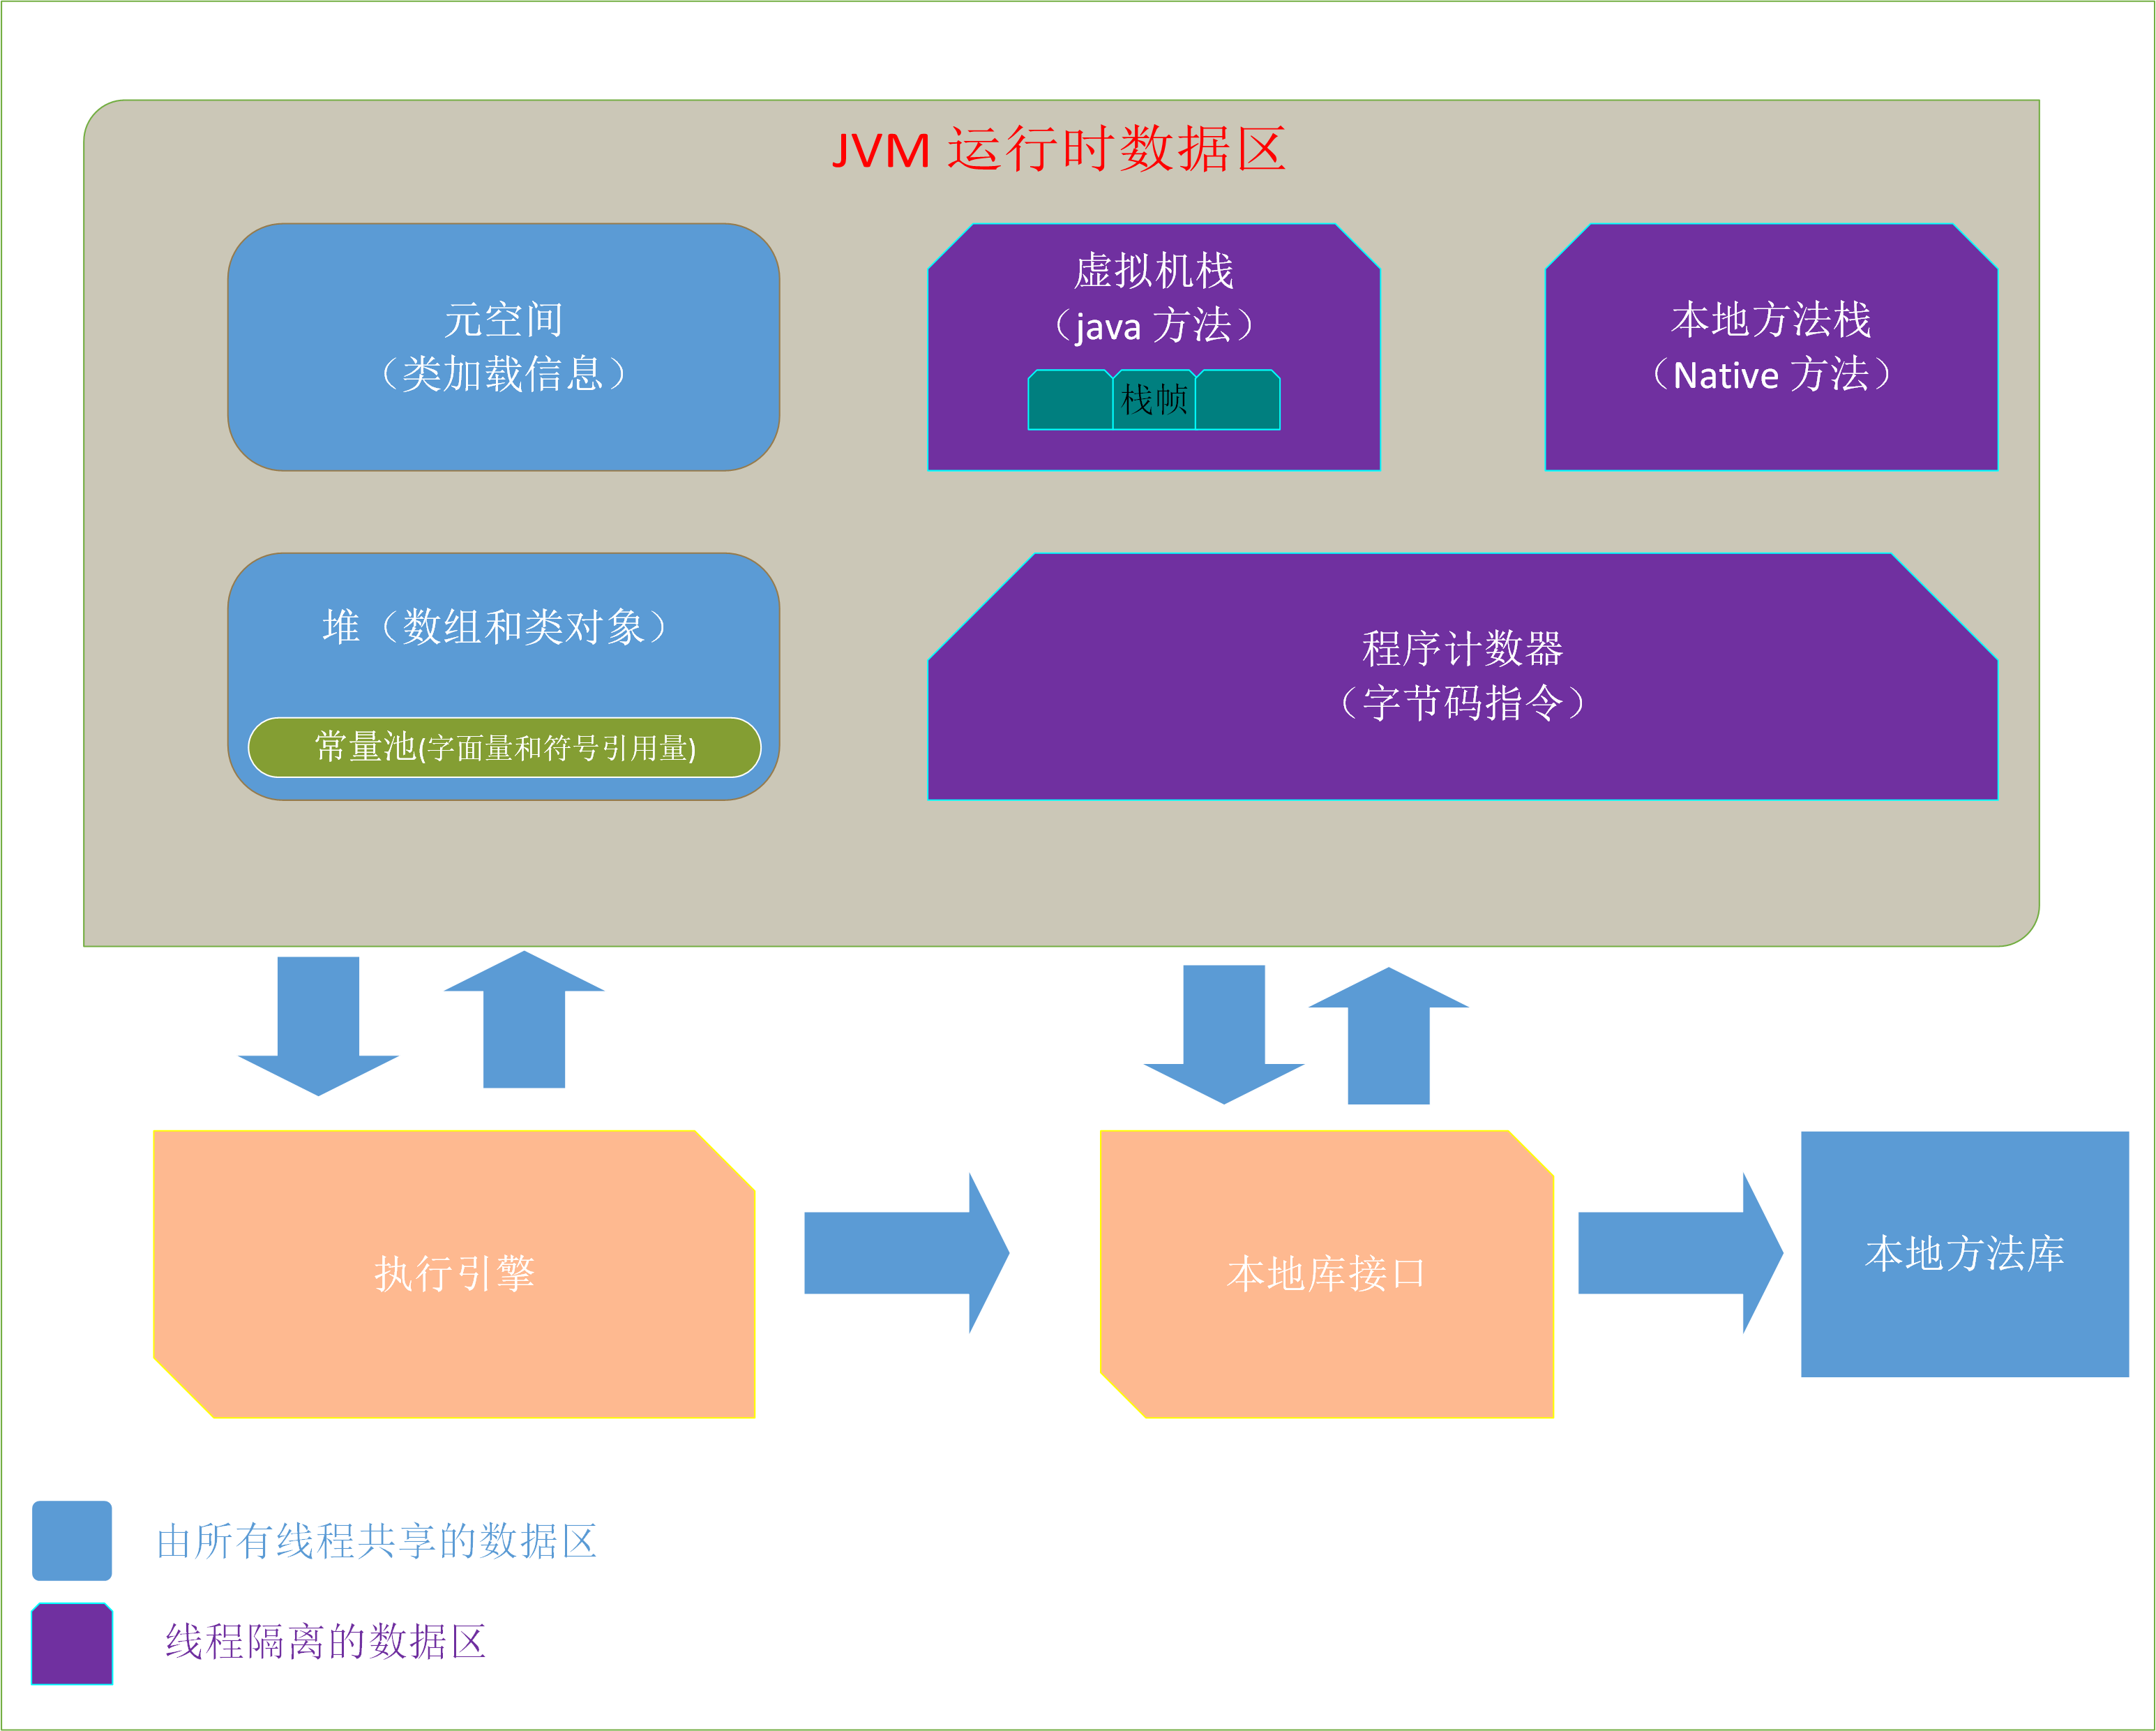 JVM 运行时数据区
元空间
（类加载信息）
虚拟机栈
（java 方法）
栈帧
本地方法栈
（Native 方法）
堆（数组和类对象）
常量池(字面量和符号引用量)
程序计数器
（字节码指令）
执行引擎
本地库接口
本地方法库
由所有线程共享的数据区
线程隔离的数据区